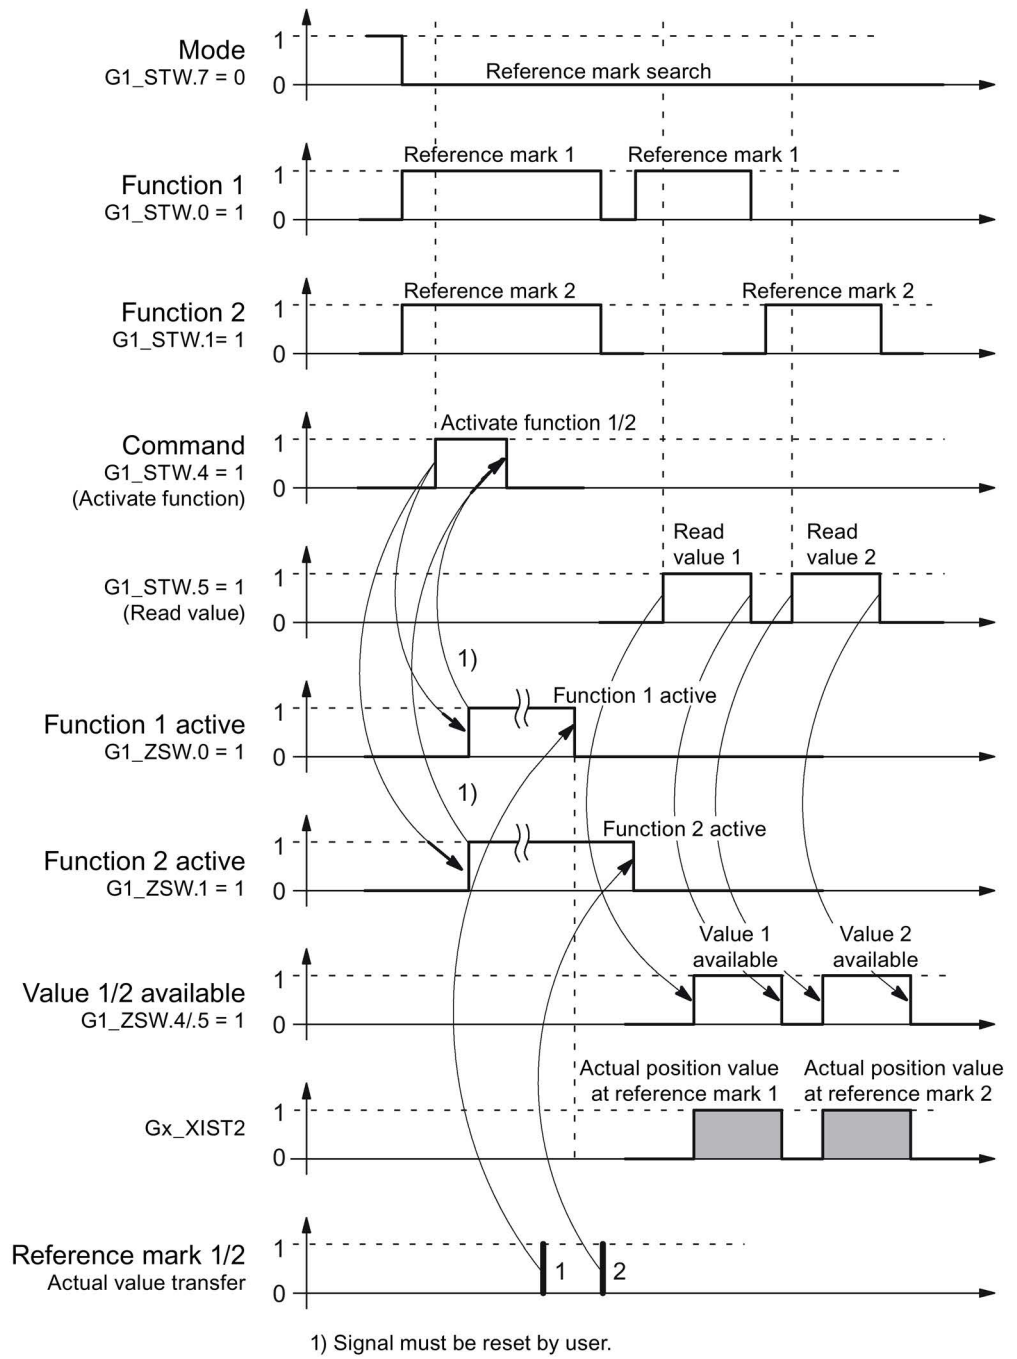 Mode
G1_STW.7 = 0
1
0
Reference mark search
Function 1
G1_STW.0 = 1
1
0
Reference mark 1
Reference mark 1
Function 2
G1_STW.1= 1
1
0
Reference mark 2
Reference mark 2
Command
G1_STW.4 = 1
(Activate function)
1
0
Activate function 1/2
G1_STW.5 = 1
(Read value)
1
0
Read
value 1
Read
value 2
1)
Function 1 active
G1_ZSW.0 = 1
1
0
Function 1 active
1)
Function 2 active
G1_ZSW.1 = 1
1
0
Function 2 active
Value 1/2 available
G1_ZSW.4/.5 = 1
1
0
Value 1
available
Value 2
available
Gx_XIST2
1
0
Actual position value
at reference mark 1
Actual position value
at reference mark 2
Reference mark 1/2
Actual value transfer
1
0
1
2
1) Signal must be reset by user.